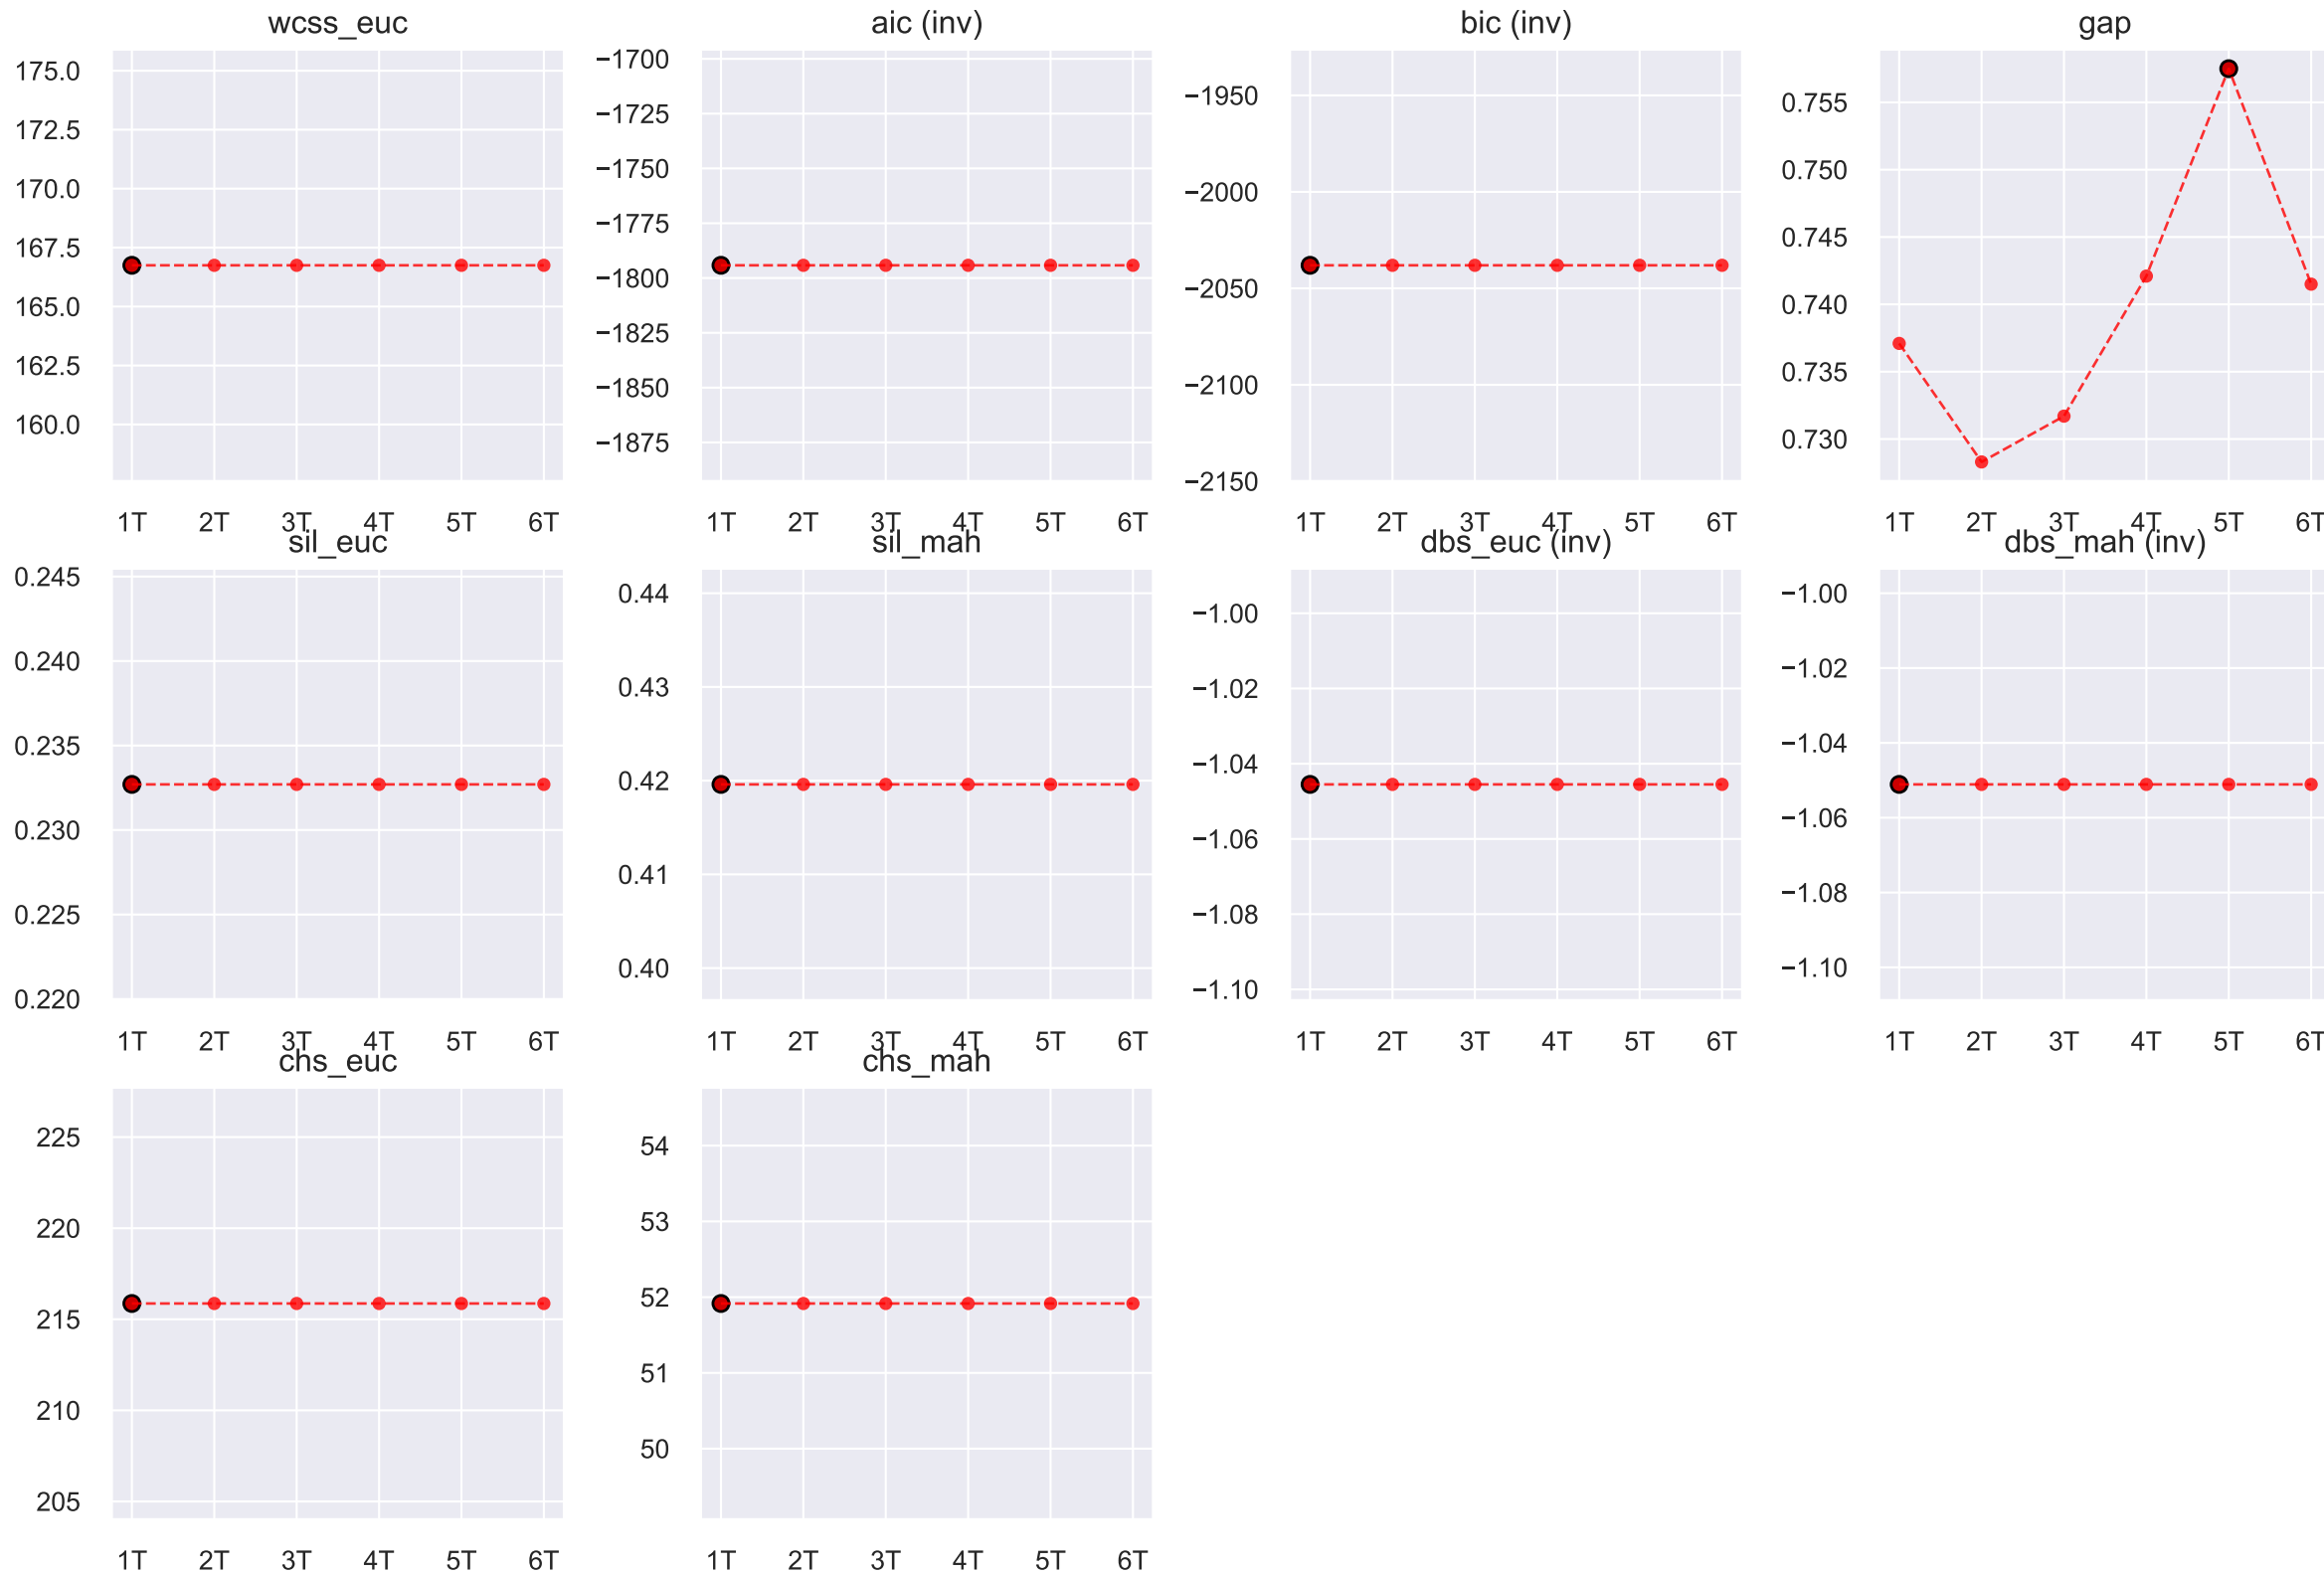 wcss_euc
175.0
172.5
170.0
167.5
165.0
162.5
160.0
1T 2T 3T 4T 5T 6T
aic (inv)
−1700
−1725
−1750
−1775
−1800
−1825
−1850
−1875
1T 2T 3T 4T 5T 6T
bic (inv)
−1950
−2000
−2050
−2100
−2150
1T 2T 3T 4T 5T 6T
gap
0.755
0.750
0.745
0.740
0.735
0.730
1T 2T 3T 4T 5T 6T
sil_euc
0.245
0.240
0.235
0.230
0.225
0.220
1T 2T 3T 4T 5T 6T
sil_mah
0.44
0.43
0.42
0.41
0.40
1T 2T 3T 4T 5T 6T
dbs_euc (inv)
−1.00
−1.02
−1.04
−1.06
−1.08
−1.10
1T 2T 3T 4T 5T 6T
dbs_mah (inv)
−1.00
−1.02
−1.04
−1.06
−1.08
−1.10
1T 2T 3T 4T 5T 6T
chs_euc
225
220
215
210
205
1T 2T 3T 4T 5T 6T
chs_mah
54
53
52
51
50
1T 2T 3T 4T 5T 6T